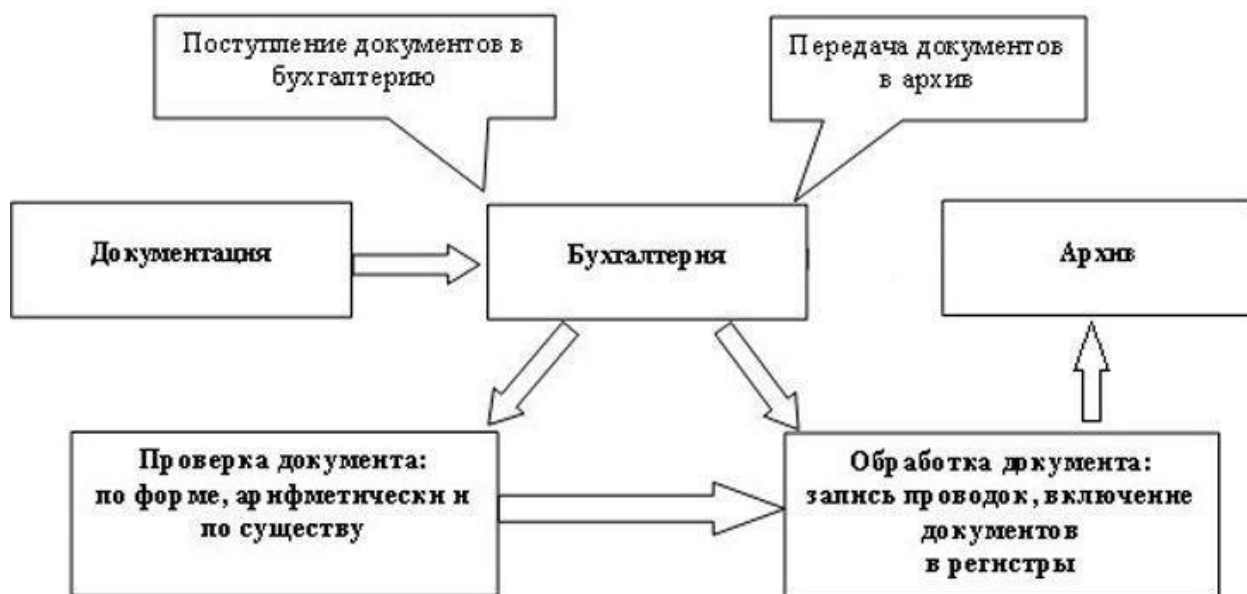 Поступление документов в
бухгалтерию
Передача документов
в архив
Документация
Бухгалтерия
Архив
Проверка документа:
по форме, арифметически и
по существу
Обработка документа:
запись проводок, включение
документов
в регистры